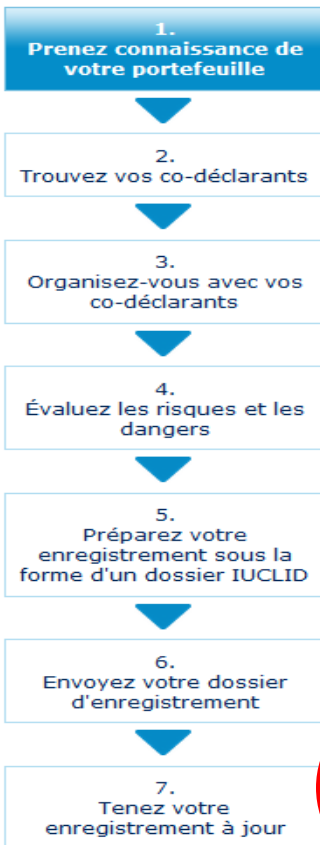 1.
Prenez connaissance de
votre portefeuille
2.
Trouvez vos co-déclarants
3.
Organisez-vous avec vos
co-déclarants
4.
Évaluez les risques et les
dangers
5.
Préparez votre
enregistrement sous la
forme d'un dossier IUCLID
6.
Envoyez votre dossier
d'enregistrement
7.
Tenez votre
enregistrement à jour